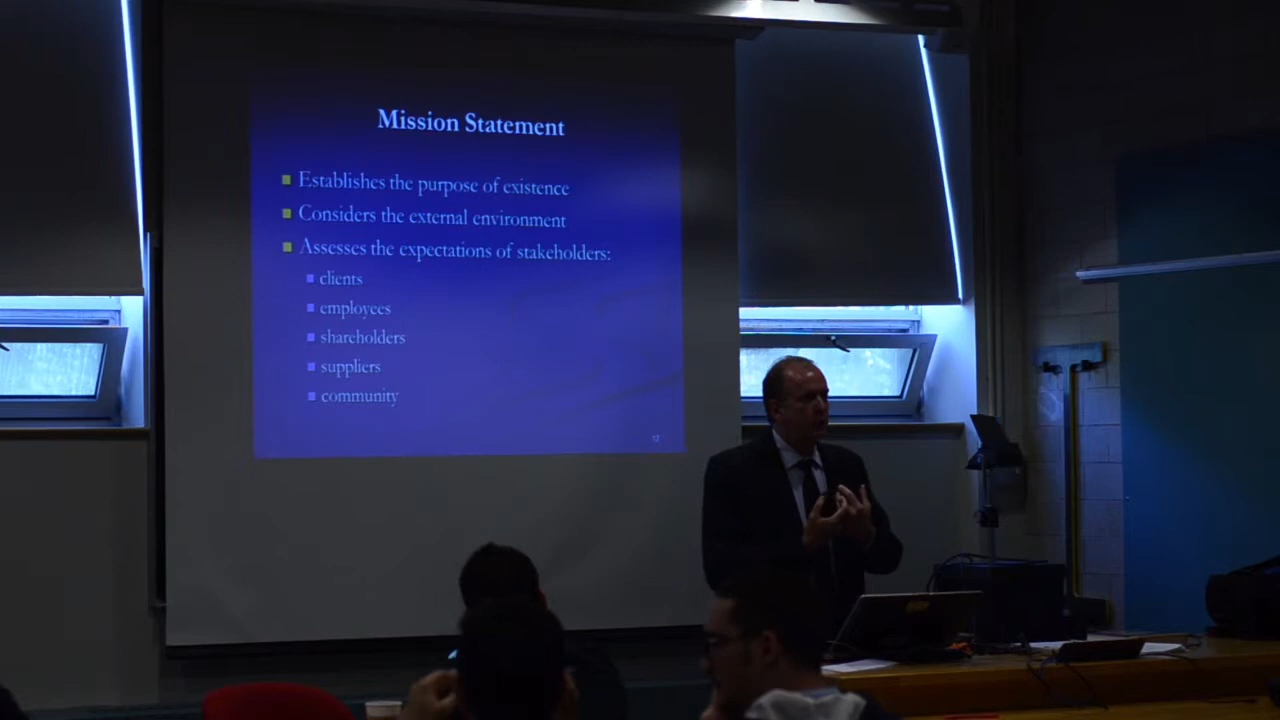 Mission Statement
Establishes the purpose of existence
Considers the external environment
Assesses the expectations of stakeholders:
clients
employees
shareholders
suppliers
community